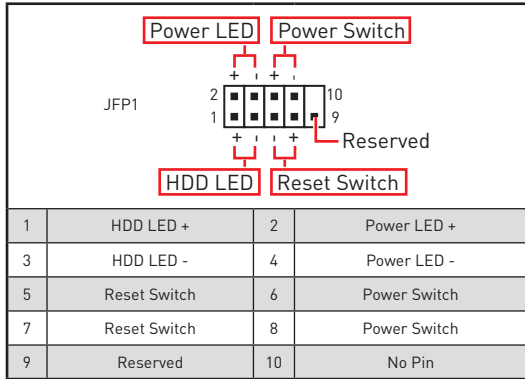 Power LED Power Switch
+ - + -
JFP1
2 10
1 9
+ - - +
Reserved
HDD LED Reset Switch
1 HDD LED + 2 Power LED +
3 HDD LED - 4 Power LED -
5 Reset Switch 6 Power Switch
7 Reset Switch 8 Power Switch
9 Reserved 10 No Pin